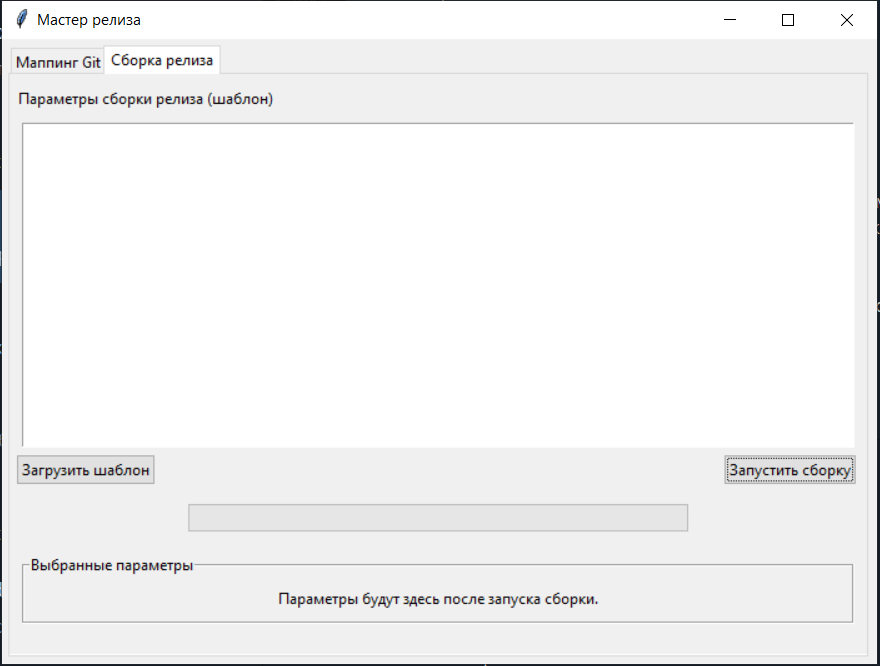 Мастер релиза
Маппинг Git
Сборка релиза
Параметры сборки релиза (шаблон)
Загрузить шаблон
Запустить сборку
Выбранные параметры
Параметры будут здесь после запуска сборки.